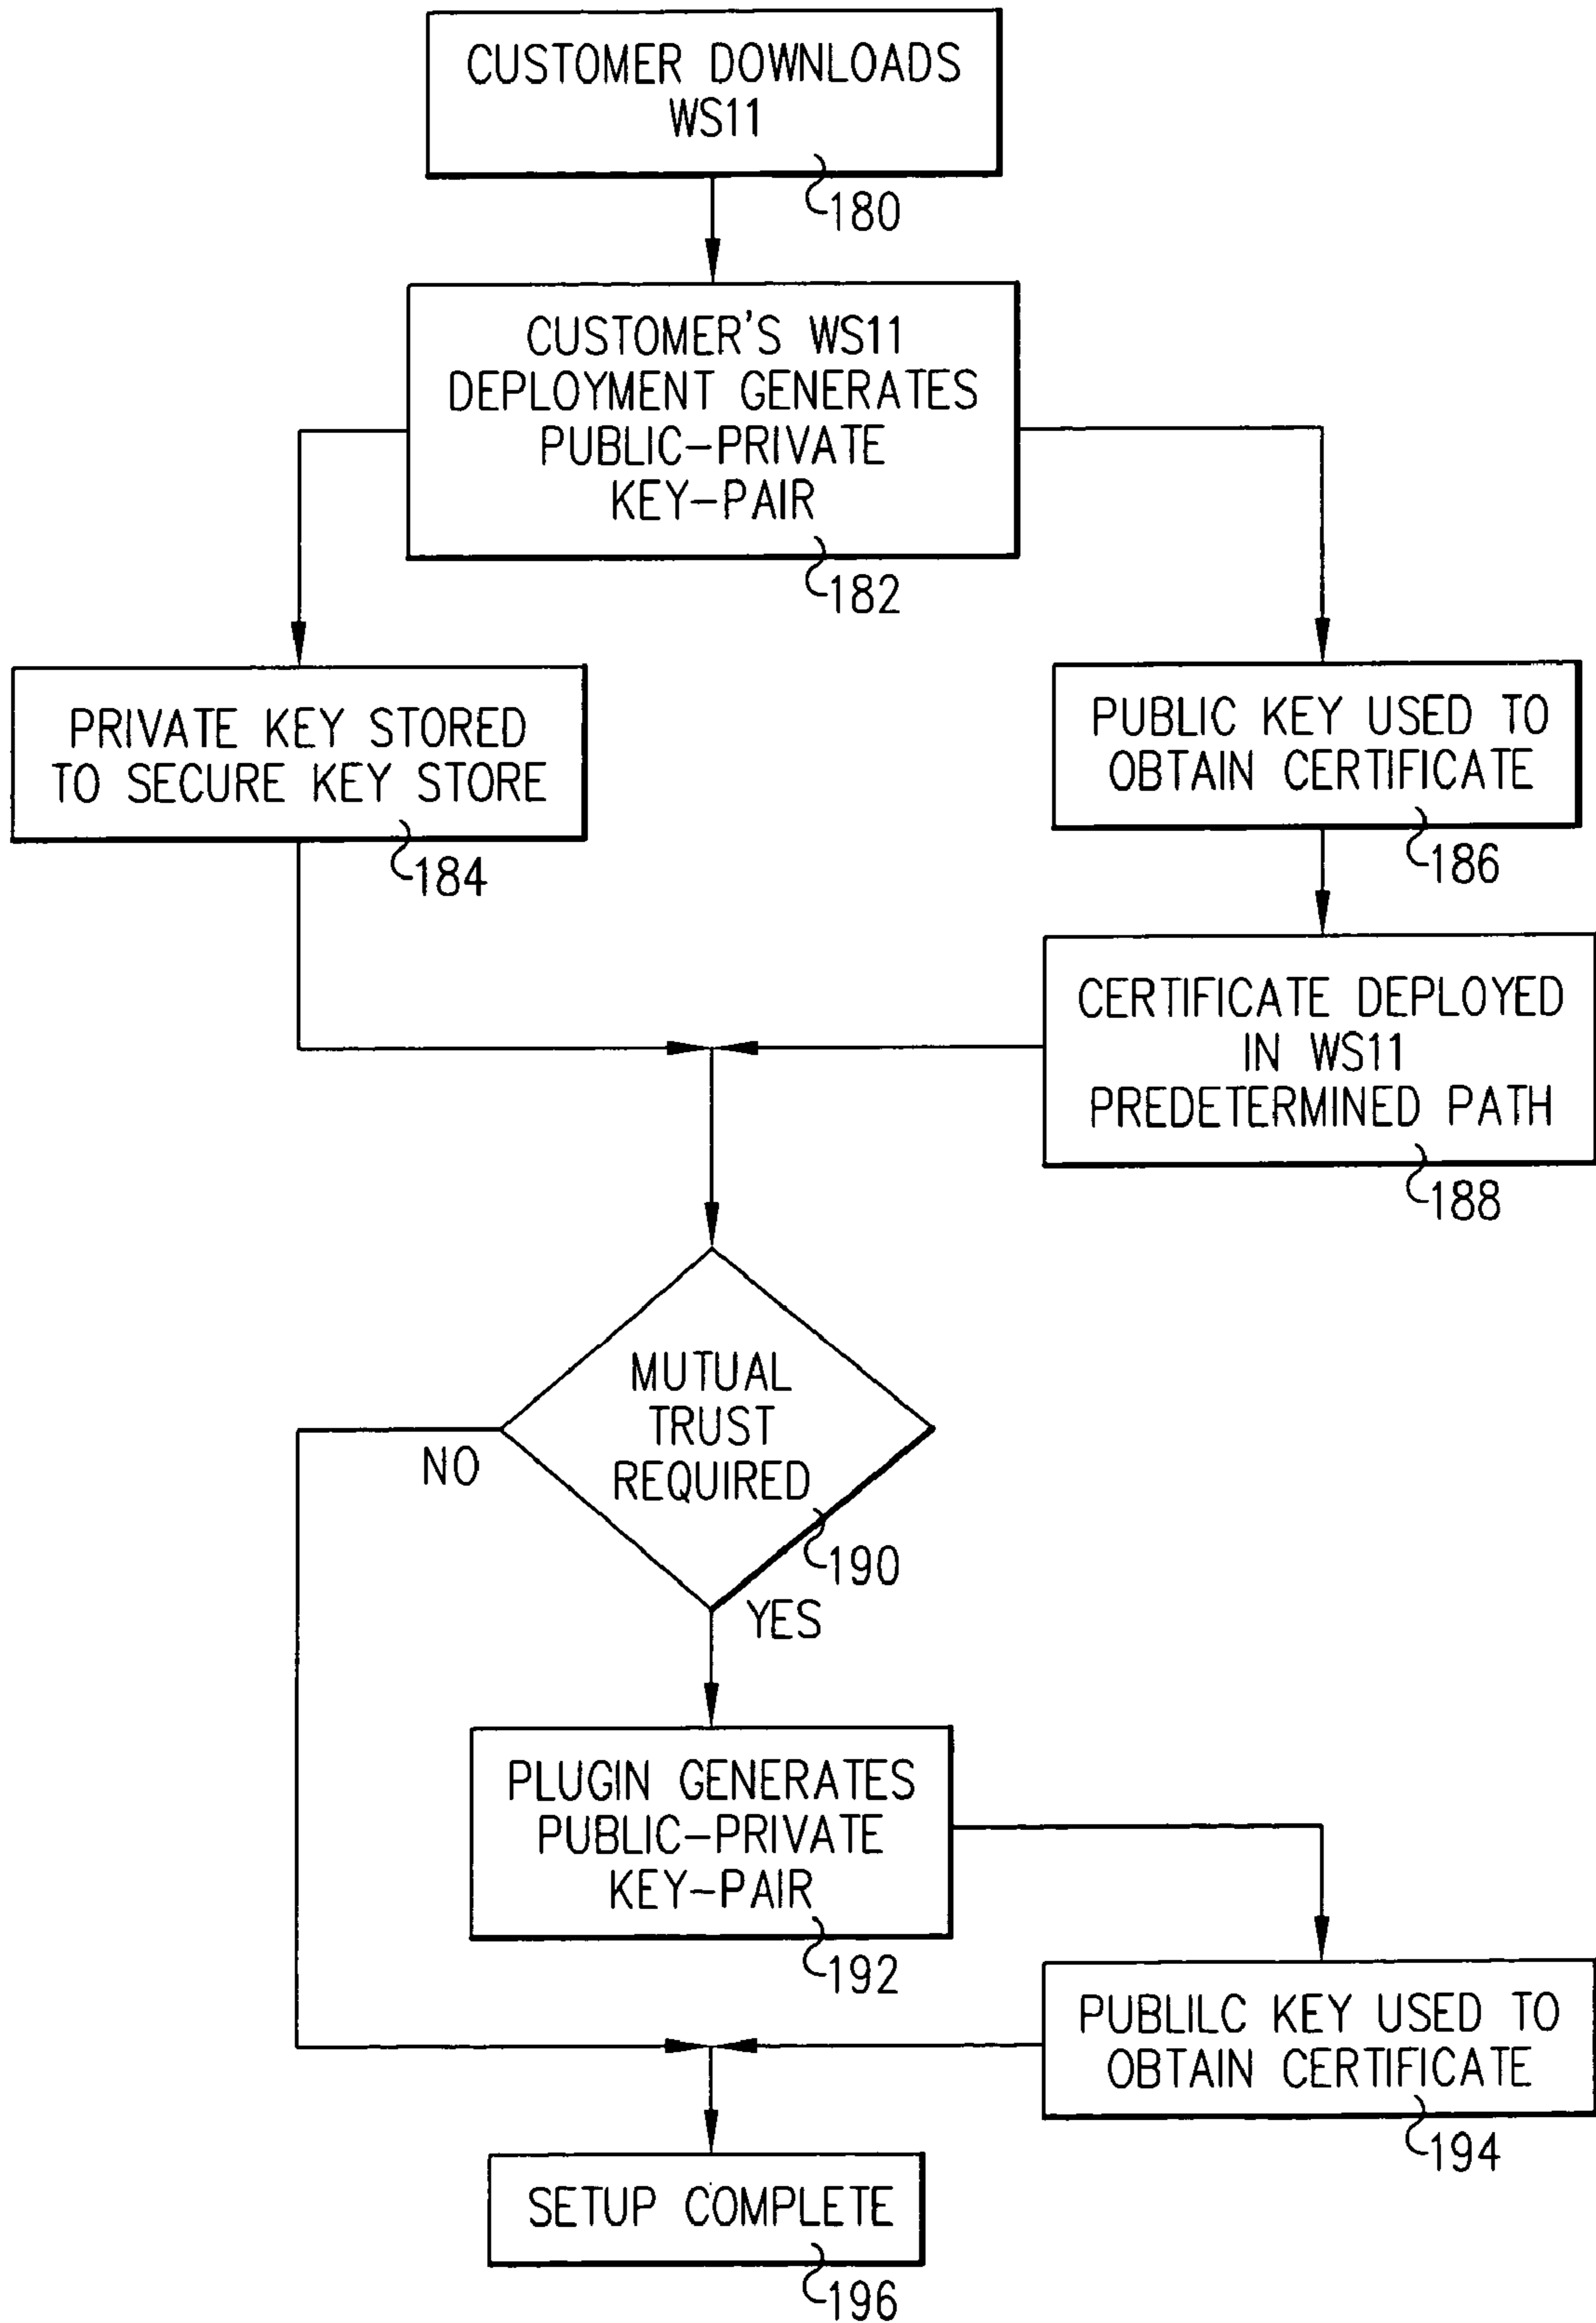 CUSTOMER DOWNLOADS
WS11
180
CUSTOMER'S WS11
DEPLOYMENT GENERATES
PUBLIC-PRIVATE
KEY-PAIR
182
PRIVATE KEY STORED
TO SECURE KEY STORE
184
PUBLIC KEY USED TO
OBTAIN CERTIFICATE
186
CERTIFICATE DEPLOYED
IN WS11
PREDETERMINED PATH
188
MUTUAL
TRUST
REQUIRED
190
NO
YES
PLUGIN GENERATES
PUBLIC-PRIVATE
KEY-PAIR
192
PUBLILC KEY USED TO
OBTAIN CERTIFICATE
194
SETUP COMPLETE
196